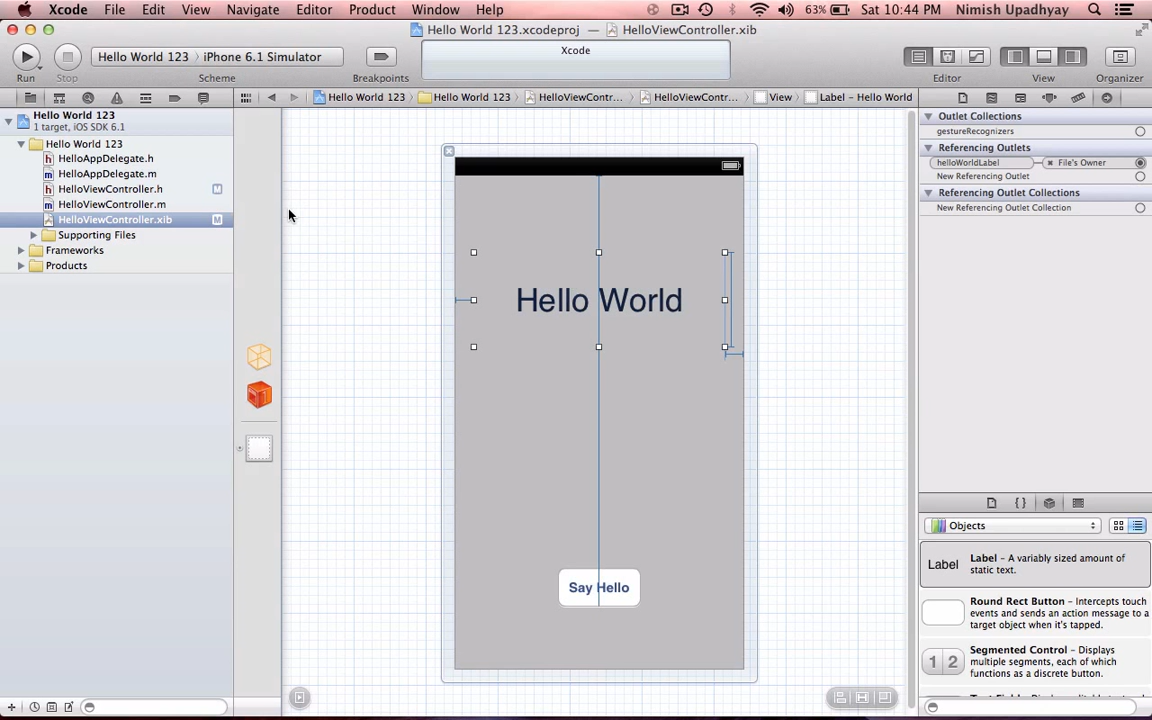 Xcode File Edit View Navigate Editor Product Window Help 63% Sat 10:44 PM Nimish Upadhyay
Hello World 123.xcodeproj › HelloViewController.xib
Hello World 123 › iPhone 6.1 Simulator
Xcode
Run Stop Scheme Breakpoints Editor View Organizer
Hello World 123 Hello World 123 HelloViewContr... HelloViewContr... View Label – Hello World
Hello World 123
1 target, iOS SDK 6.1
Hello World 123
HelloAppDelegate.h
HelloAppDelegate.m
HelloViewController.h M
HelloViewController.m
HelloViewController.xib M
Supporting Files
Frameworks
Products
Hello World
Say Hello
Outlet Collections
gestureRecognizers
Referencing Outlets
helloWorldLabel File's Owner
New Referencing Outlet
Referencing Outlet Collections
New Referencing Outlet Collection
Objects
Label
Label – A variably sized amount of
static text.
Round Rect Button – Intercepts touch
events and sends an action message to a
target object when it's tapped.
1 2
Segmented Control – Displays
multiple segments, each of which
functions as a discrete button.